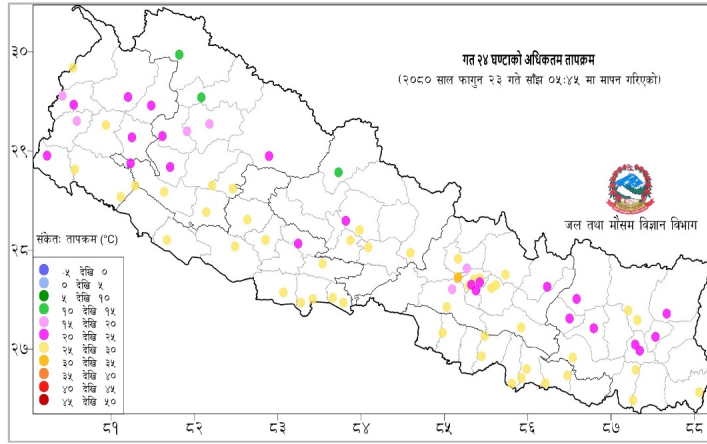 गत २४ घण्टाको अधिकतम तापक्रम
(२०८० साल फागुन २३ गते साँझ ०५:४५ मा मापन गरिएको)
जल तथा मौसम विज्ञान विभाग
३०
२९
२८
२७
संकेतः तापक्रम (°C)
-५ देखि ०
० देखि ५
५ देखि १०
१० देखि १५
१५ देखि २०
२० देखि २५
२५ देखि ३०
३० देखि ३५
३५ देखि ४०
४० देखि ४५
४५ देखि ५०
८१ ८२ ८३ ८४ ८५ ८६ ८७ ८८